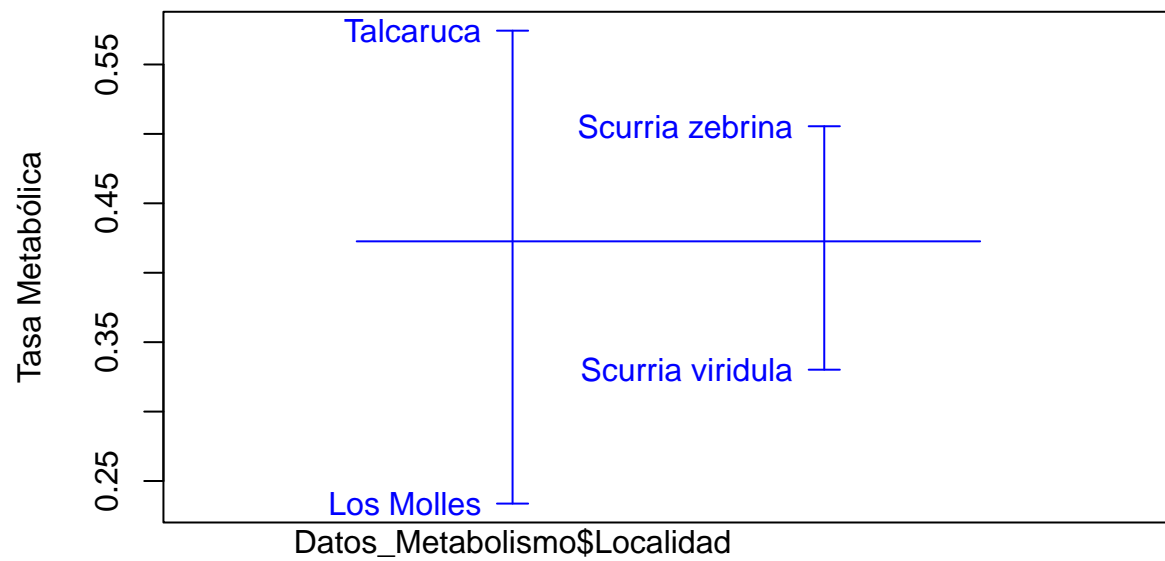 Talcaruca
0.55
Scurria zebrina
0.45
Tasa Metabólica
0.35
Scurria viridula
0.25
Los Molles
Datos_Metabolismo$Localidad